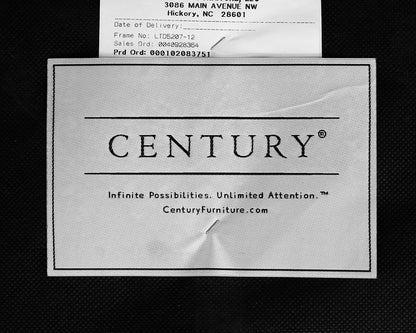 3086 MAIN AVENUE NW
Hickory, NC 28601
Date of Delivery:
Frame No: LTD5207-12
Sales Ord: 0040928364
Prd Ord: 000102083751
CENTURY®
Infinite Possibilities. Unlimited Attention.™
CenturyFurniture.com